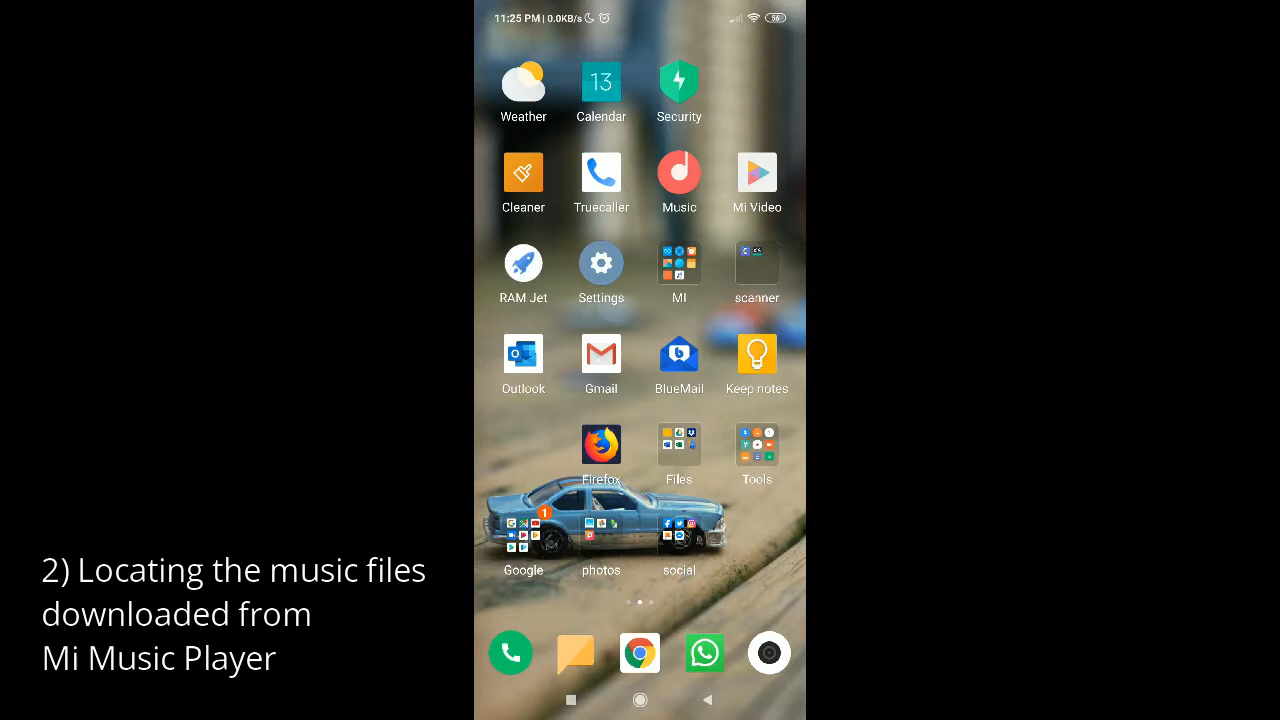 11:25 PM | 0.0KB/s
56
13
Weather
Calendar
Security
Cleaner
Truecaller
Music
Mi Video
RAM Jet
Settings
MI
scanner
Outlook
Gmail
BlueMail
Keep notes
Firefox
Files
Tools
1
Google
photos
social
2) Locating the music files
downloaded from
Mi Music Player